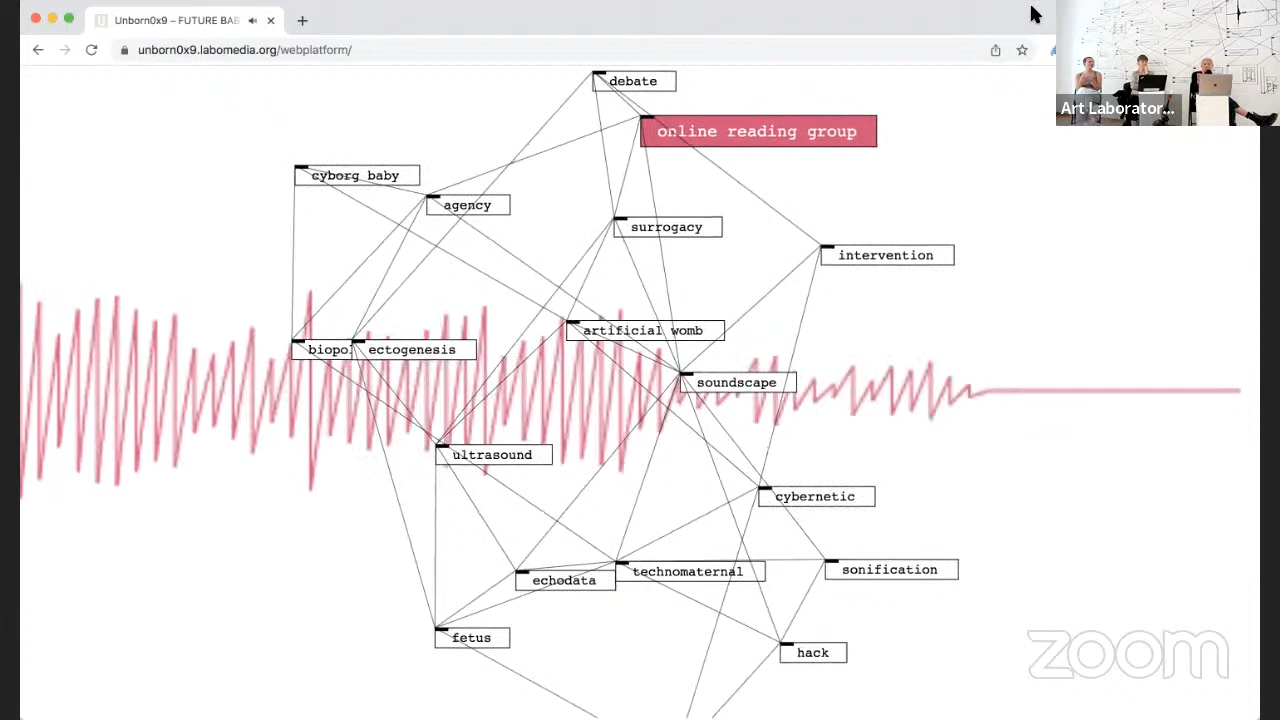 Unborn0x9 – FUTURE BAB
unborn0x9.labomedia.org/webplatform/
Art Laborator...
debate
online reading group
cyborg baby
agency
surrogacy
intervention
artificial womb
biopol
ectogenesis
soundscape
ultrasound
cybernetic
sonification
technomaternal
echodata
fetus
hack
zoom